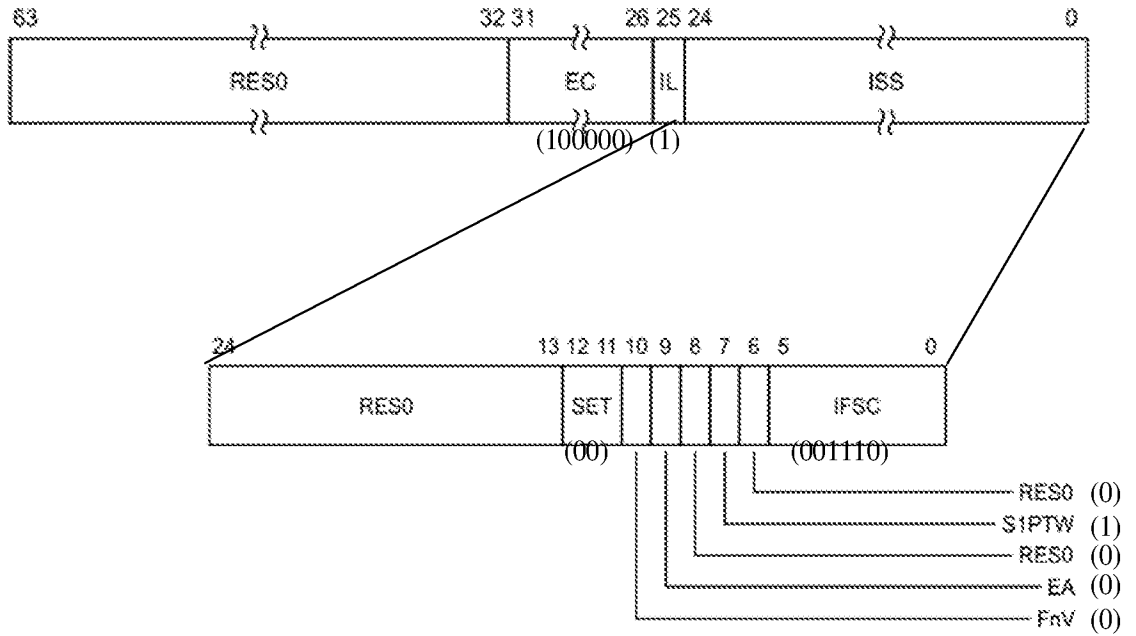 63 32 31 26 25 24 0
RES0 EC IL ISS
(100000) (1)
24 13 12 11 10 9 8 7 6 5 0
RES0 SET IFSC
(00) (001110)
RES0 (0)
S1PTW (1)
RES0 (0)
EA (0)
FnV (0)